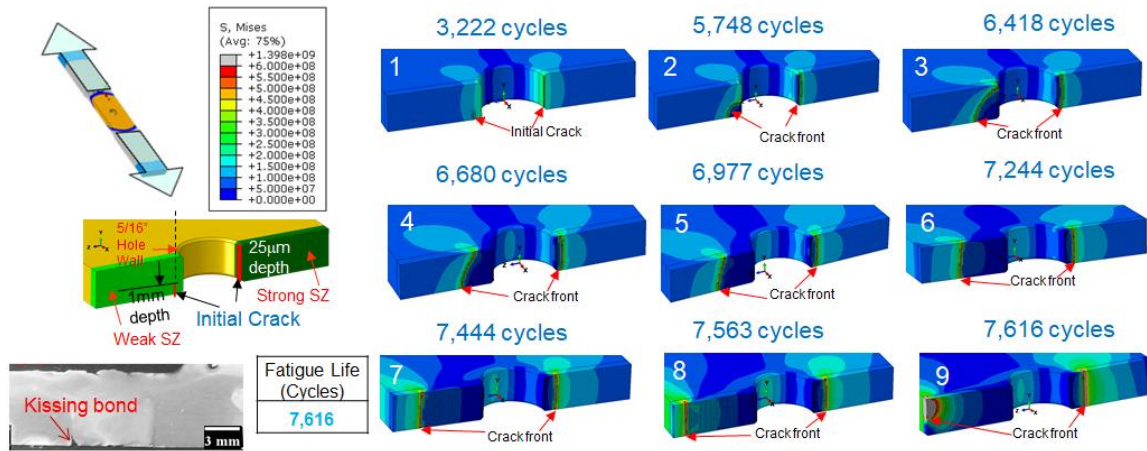 S, Mises
(Avg: 75%)
+1.398e+09
+6.000e+08
+5.500e+08
+5.000e+08
+4.500e+08
+4.000e+08
+3.500e+08
+3.000e+08
+2.500e+08
+2.000e+08
+1.500e+08
+1.000e+08
+5.000e+07
+0.000e+00
5/16"
Hole
Wall
25µm
depth
1mm
depth
Strong SZ
Weak SZ
Initial Crack
Kissing bond
3 mm
Fatigue Life
(Cycles)
7,616
3,222 cycles
1
Initial Crack
5,748 cycles
2
Crack front
6,418 cycles
3
Crack front
6,680 cycles
4
Crack front
6,977 cycles
5
Crack front
7,244 cycles
6
Crack front
7,444 cycles
7
Crack front
7,563 cycles
8
Crack front
7,616 cycles
9
Crack front